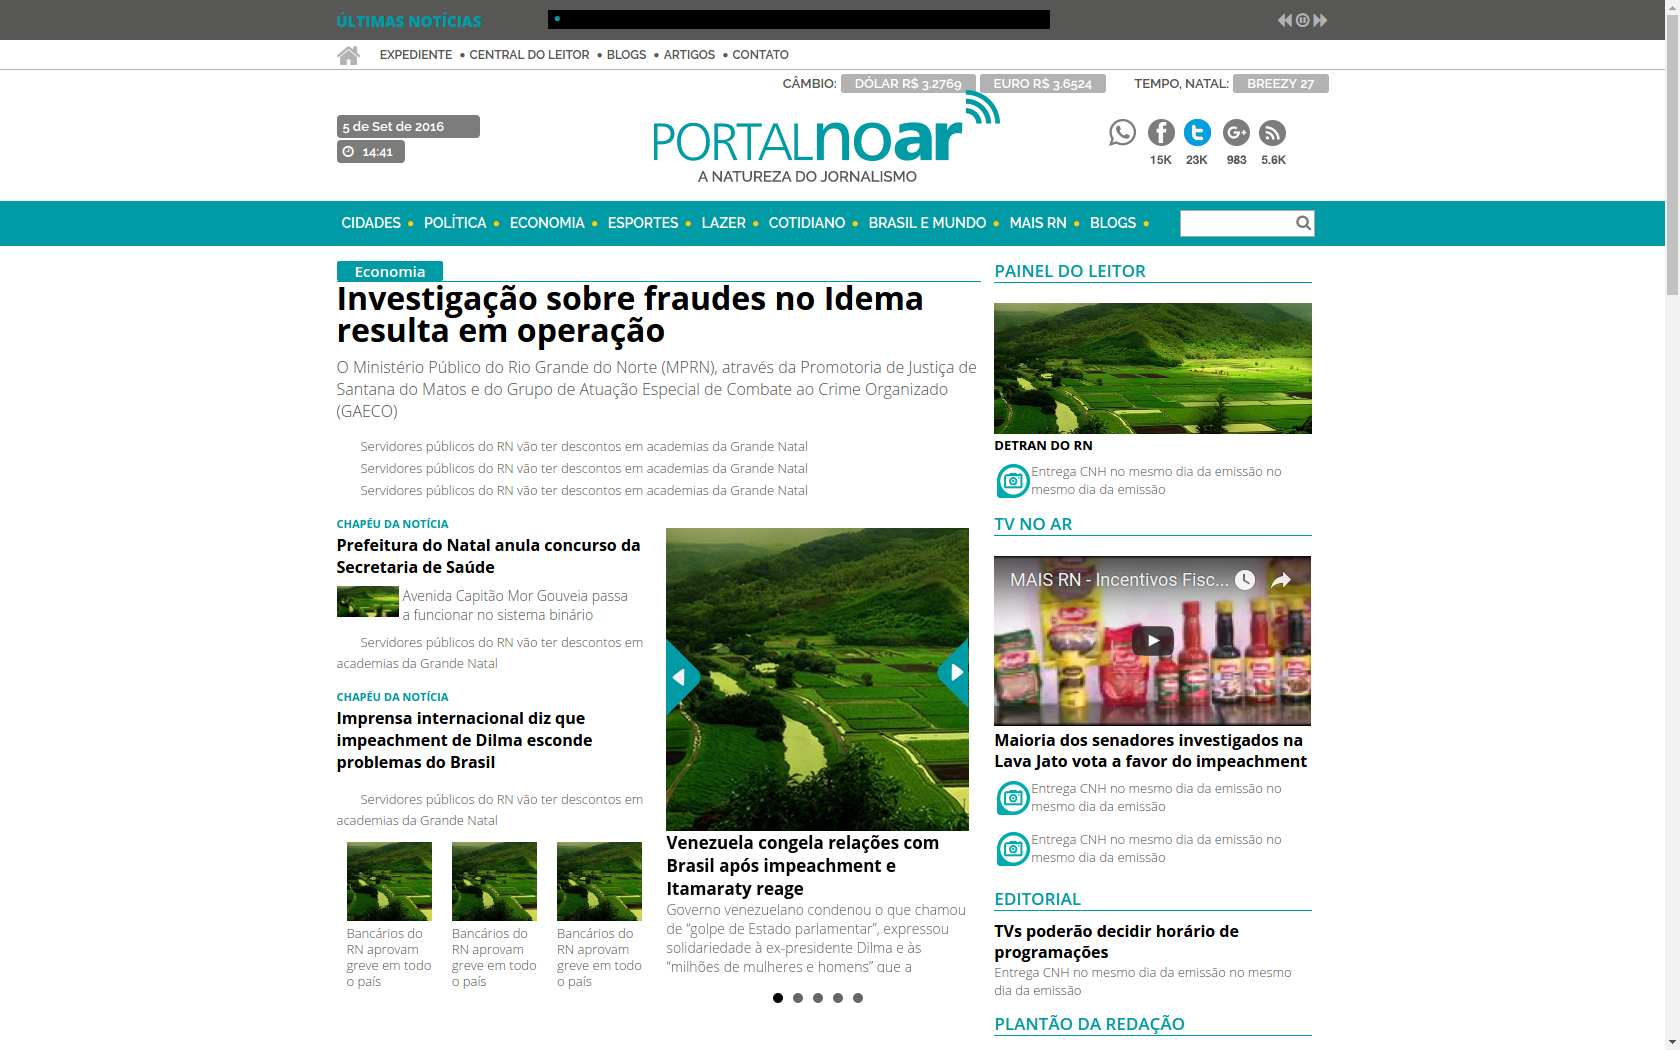 ÚLTIMAS NOTÍCIAS
EXPEDIENTE • CENTRAL DO LEITOR • BLOGS • ARTIGOS • CONTATO
CÂMBIO: DÓLAR R$ 3.2769 EURO R$ 3.6524 TEMPO, NATAL: BREEZY 27
5 de Set de 2016
14:41
PORTALnoar
A NATUREZA DO JORNALISMO
15K 23K 983 5.6K
CIDADES • POLÍTICA • ECONOMIA • ESPORTES • LAZER • COTIDIANO • BRASIL E MUNDO • MAIS RN • BLOGS •
Economia
Investigação sobre fraudes no Idema
resulta em operação
O Ministério Público do Rio Grande do Norte (MPRN), através da Promotoria de Justiça de
Santana do Matos e do Grupo de Atuação Especial de Combate ao Crime Organizado
(GAECO)
Servidores públicos do RN vão ter descontos em academias da Grande Natal
Servidores públicos do RN vão ter descontos em academias da Grande Natal
Servidores públicos do RN vão ter descontos em academias da Grande Natal
CHAPÉU DA NOTÍCIA
Prefeitura do Natal anula concurso da
Secretaria de Saúde
Avenida Capitão Mor Gouveia passa
a funcionar no sistema binário
Servidores públicos do RN vão ter descontos em
academias da Grande Natal
CHAPÉU DA NOTÍCIA
Imprensa internacional diz que
impeachment de Dilma esconde
problemas do Brasil
Servidores públicos do RN vão ter descontos em
academias da Grande Natal
Bancários do
RN aprovam
greve em todo
o país
Bancários do
RN aprovam
greve em todo
o país
Bancários do
RN aprovam
greve em todo
o país
Venezuela congela relações com
Brasil após impeachment e
Itamaraty reage
Governo venezuelano condenou o que chamou
de “golpe de Estado parlamentar”, expressou
solidariedade à ex-presidente Dilma e às
“milhões de mulheres e homens” que a
PAINEL DO LEITOR
DETRAN DO RN
Entrega CNH no mesmo dia da emissão no
mesmo dia da emissão
TV NO AR
MAIS RN - Incentivos Fisc...
Maioria dos senadores investigados na
Lava Jato vota a favor do impeachment
Entrega CNH no mesmo dia da emissão no
mesmo dia da emissão
Entrega CNH no mesmo dia da emissão no
mesmo dia da emissão
EDITORIAL
TVs poderão decidir horário de
programações
Entrega CNH no mesmo dia da emissão no mesmo
dia da emissão
PLANTÃO DA REDAÇÃO